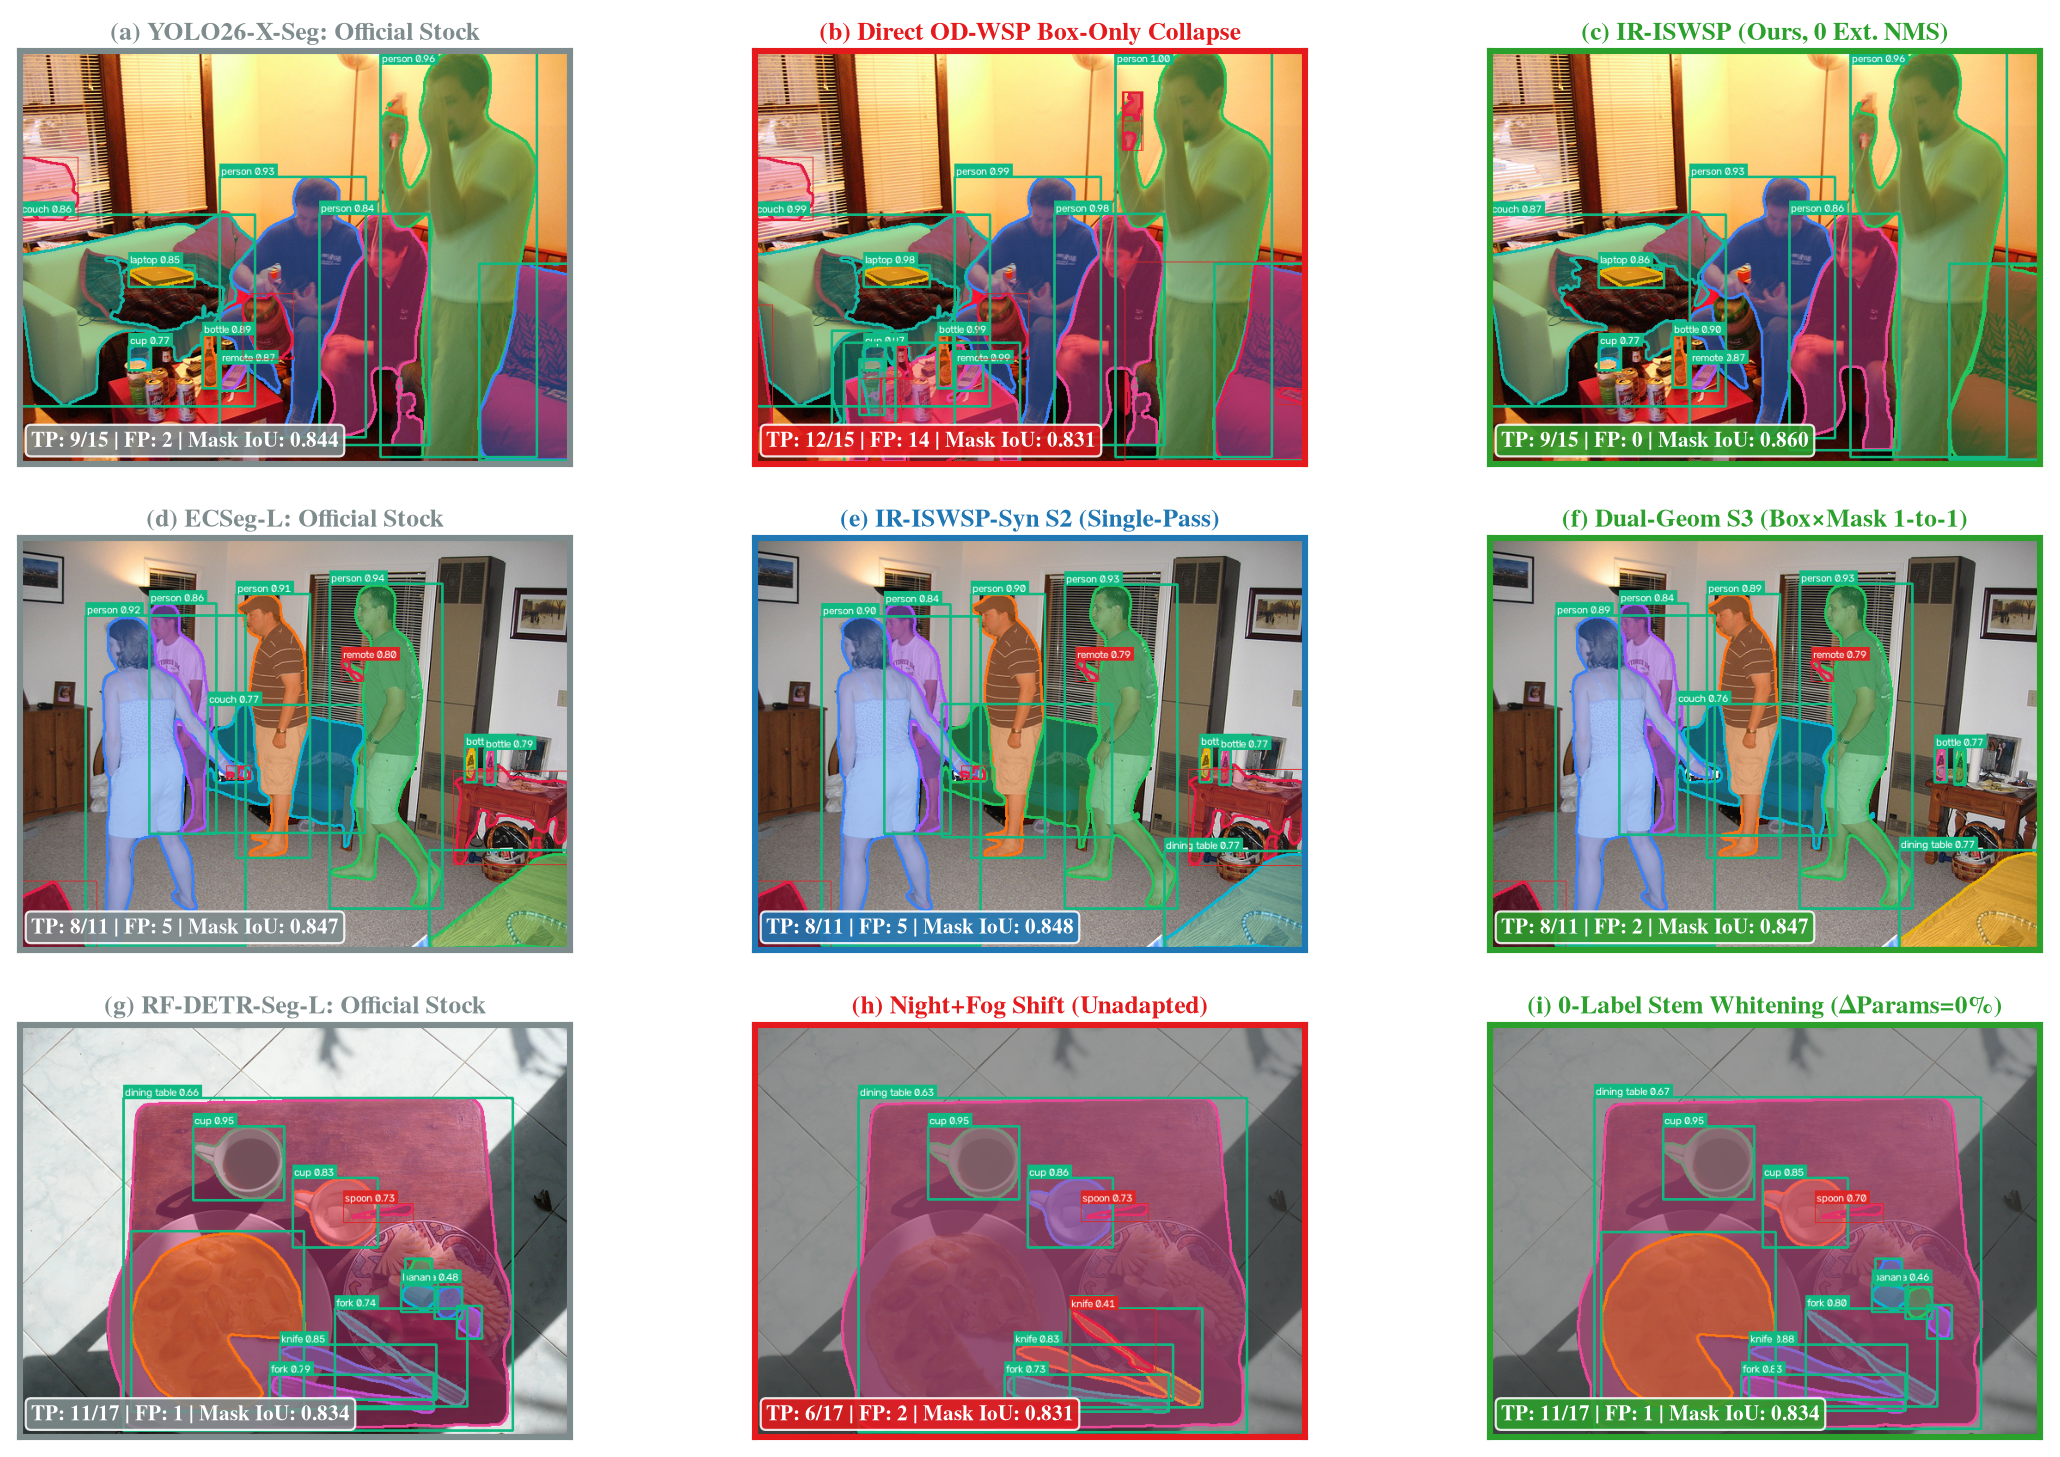 (a) YOLO26-X-Seg: Official Stock
person 0.96
person 0.93
person 0.84
couch 0.86
laptop 0.85
bottle 0.89
cup 0.77
remote 0.87
TP: 9/15 | FP: 2 | Mask IoU: 0.844
(b) Direct OD-WSP Box-Only Collapse
person 1.00
person 0.99
person 0.98
couch 0.99
laptop 0.98
bottle 0.99
remote 0.99
TP: 12/15 | FP: 14 | Mask IoU: 0.831
(c) IR-ISWSP (Ours, 0 Ext. NMS)
person 0.96
person 0.93
person 0.86
couch 0.87
laptop 0.86
bottle 0.90
cup 0.77
remote 0.87
TP: 9/15 | FP: 0 | Mask IoU: 0.860
(d) ECSeg-L: Official Stock
person 0.94
person 0.91
person 0.86
person 0.92
remote 0.80
couch 0.77
bottle 0.79
TP: 8/11 | FP: 5 | Mask IoU: 0.847
(e) IR-ISWSP-Syn S2 (Single-Pass)
person 0.93
person 0.90
person 0.84
person 0.90
remote 0.79
bottle 0.77
dining table 0.77
TP: 8/11 | FP: 5 | Mask IoU: 0.848
(f) Dual-Geom S3 (Box×Mask 1-to-1)
person 0.93
person 0.89
person 0.84
person 0.89
remote 0.79
couch 0.76
bottle 0.77
dining table 0.77
TP: 8/11 | FP: 2 | Mask IoU: 0.847
(g) RF-DETR-Seg-L: Official Stock
dining table 0.66
cup 0.95
cup 0.83
spoon 0.73
banana 0.48
fork 0.74
knife 0.85
fork 0.79
TP: 11/17 | FP: 1 | Mask IoU: 0.834
(h) Night+Fog Shift (Unadapted)
dining table 0.63
cup 0.95
cup 0.86
spoon 0.73
knife 0.41
knife 0.83
fork 0.73
TP: 6/17 | FP: 2 | Mask IoU: 0.831
(i) 0-Label Stem Whitening (ΔParams=0%)
dining table 0.67
cup 0.95
cup 0.85
spoon 0.70
banana 0.46
fork 0.80
knife 0.88
fork 0.83
TP: 11/17 | FP: 1 | Mask IoU: 0.834